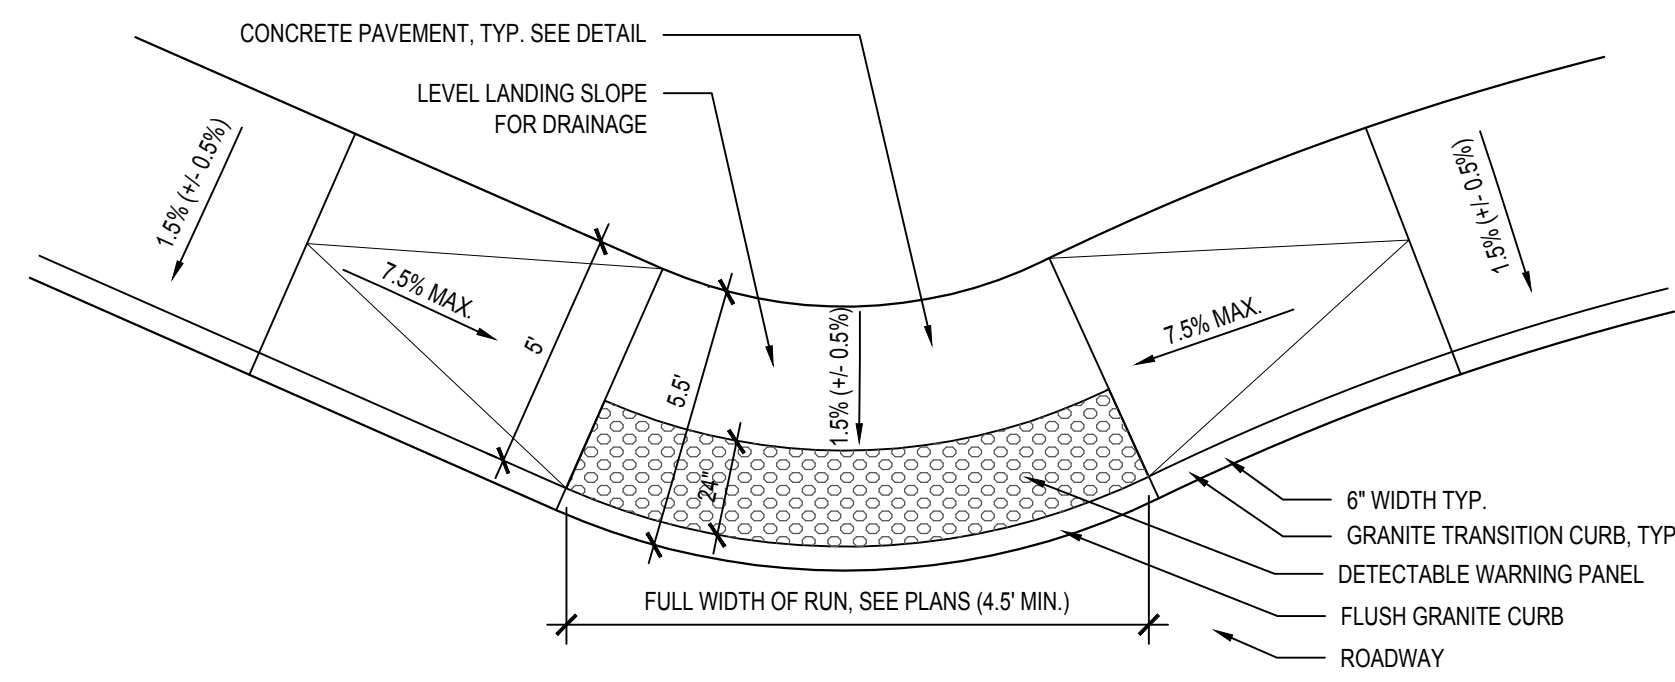 CONCRETE PAVEMENT, TYP. SEE DETAIL
LEVEL LANDING SLOPE
FOR DRAINAGE
1.5% (+/- 0.5%)
1.5% (+/- 0.5%)
7.5% MAX.
5'
5.5'
1.5% (+/- 0.5%)
7.5% MAX.
24"
6" WIDTH TYP.
GRANITE TRANSITION CURB, TYP
DETECTABLE WARNING PANEL
FULL WIDTH OF RUN, SEE PLANS (4.5' MIN.)
FLUSH GRANITE CURB
ROADWAY